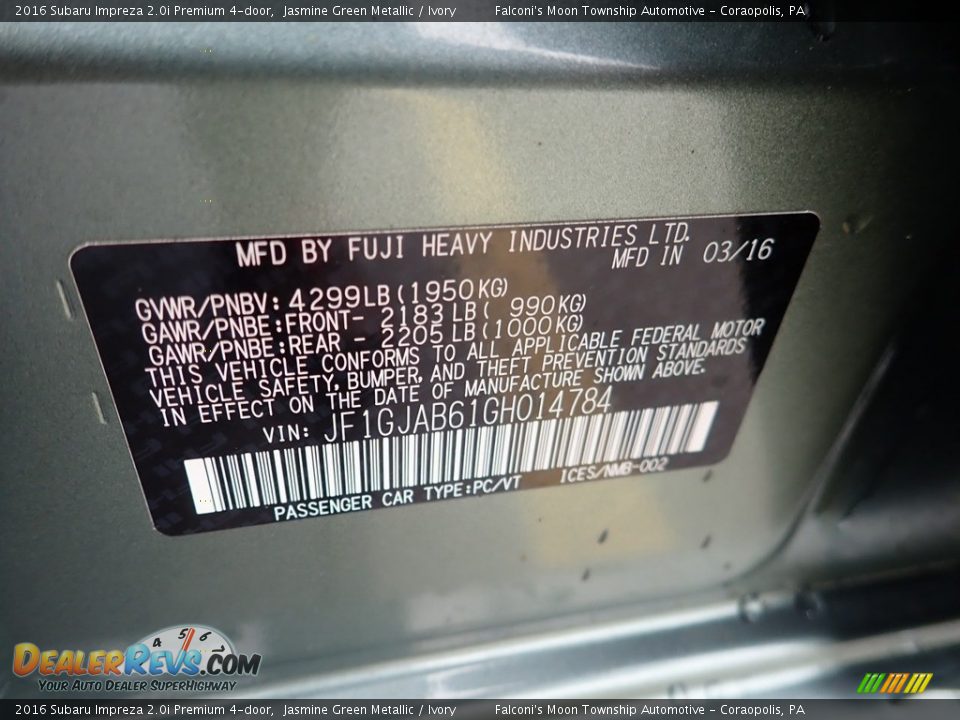 2016 Subaru Impreza 2.0i Premium 4-door, Jasmine Green Metallic / Ivory Falconi's Moon Township Automotive - Coraopolis, PA
MFD BY FUJI HEAVY INDUSTRIES LTD.
MFD IN 03/16
GVWR/PNBV: 4299LB(1950KG)
GAWR/PNBE:FRONT- 2183LB( 990KG)
GAWR/PNBE:REAR - 2205LB(1000KG)
THIS VEHICLE CONFORMS TO ALL APPLICABLE FEDERAL MOTOR
VEHICLE SAFETY, BUMPER, AND THEFT PREVENTION STANDARDS
IN EFFECT ON THE DATE OF MANUFACTURE SHOWN ABOVE.
VIN: JF1GJAB61GH014784
PASSENGER CAR TYPE:PC/VT ICES/NMB-002
4 5 6
DEALERREVS.COM
YOUR AUTO DEALER SUPERHIGHWAY
2016 Subaru Impreza 2.0i Premium 4-door, Jasmine Green Metallic / Ivory Falconi's Moon Township Automotive - Coraopolis, PA